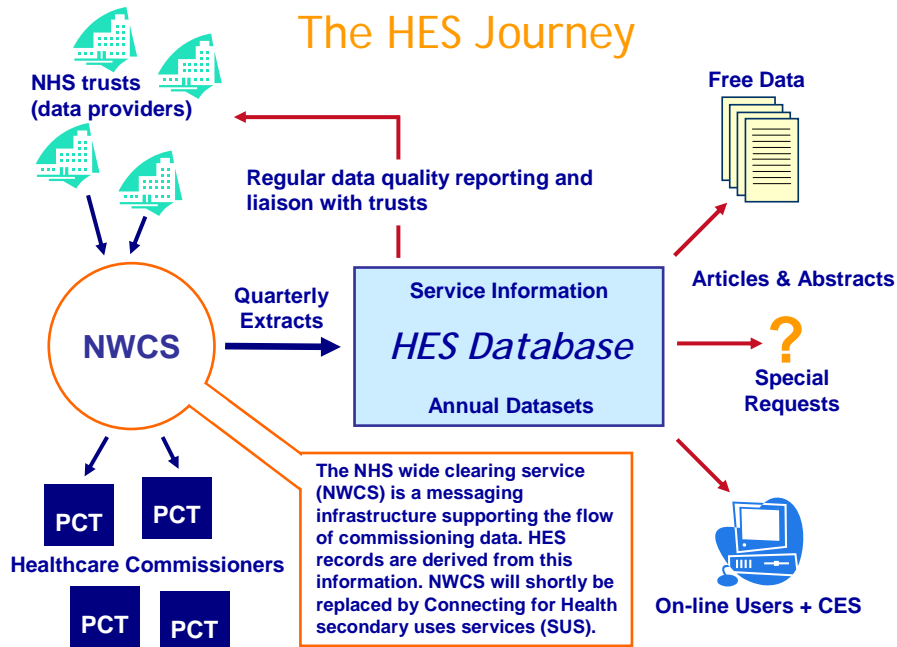 The HES Journey
NHS trusts
(data providers)
Free Data
Regular data quality reporting and
liaison with trusts
Articles & Abstracts
Quarterly
Extracts
NWCS
Service Information
HES Database
Annual Datasets
?
Special
Requests
The NHS wide clearing service
(NWCS) is a messaging
infrastructure supporting the flow
of commissioning data. HES
records are derived from this
information. NWCS will shortly be
replaced by Connecting for Health
secondary uses services (SUS).
PCT
PCT
Healthcare Commissioners
PCT
PCT
On-line Users + CES